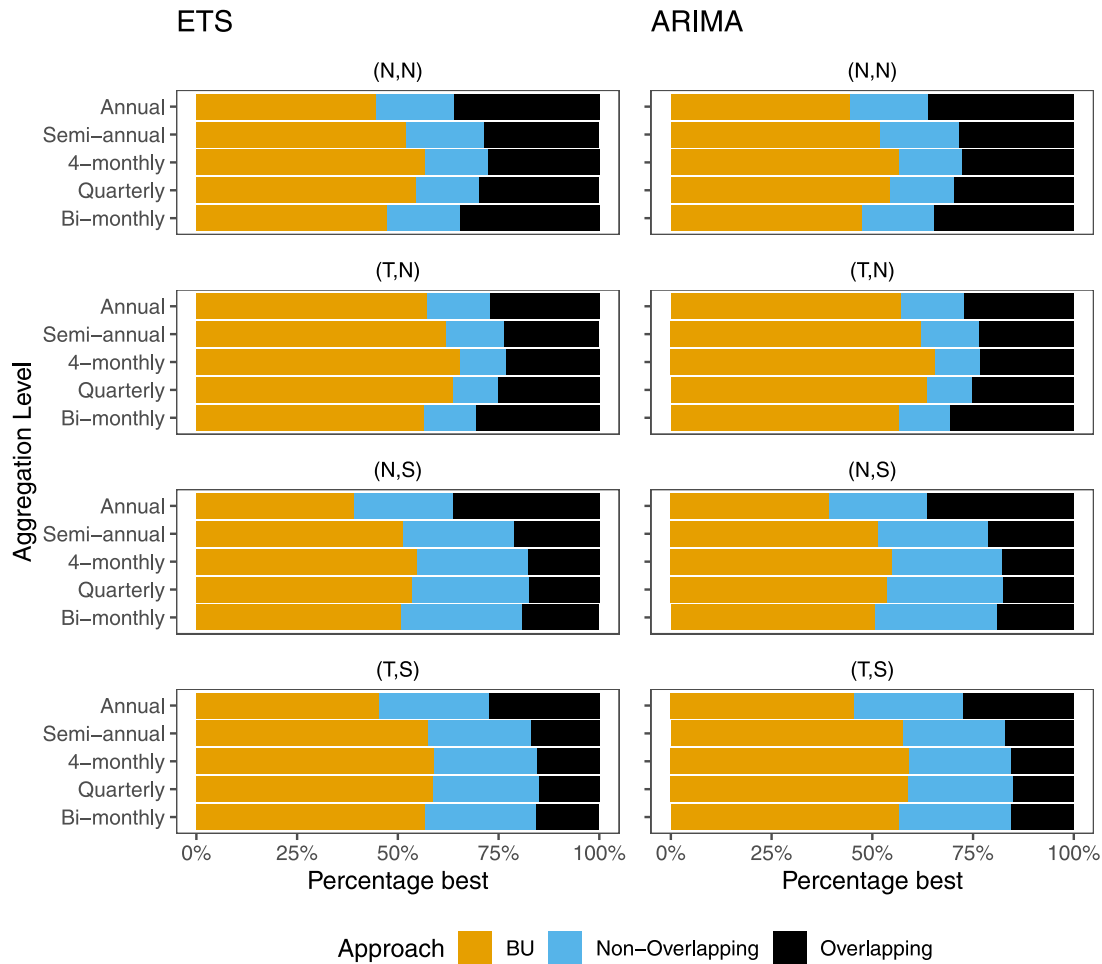 ETS ARIMA
(N,N) (N,N)
Annual
Semi−annual
4−monthly
Quarterly
Bi−monthly
(T,N) (T,N)
Annual
Semi−annual
4−monthly
Quarterly
Bi−monthly
Aggregation Level
(N,S) (N,S)
Annual
Semi−annual
4−monthly
Quarterly
Bi−monthly
(T,S) (T,S)
Annual
Semi−annual
4−monthly
Quarterly
Bi−monthly
0% 25% 50% 75% 100% 0% 25% 50% 75% 100%
Percentage best Percentage best
Approach BU Non−Overlapping Overlapping